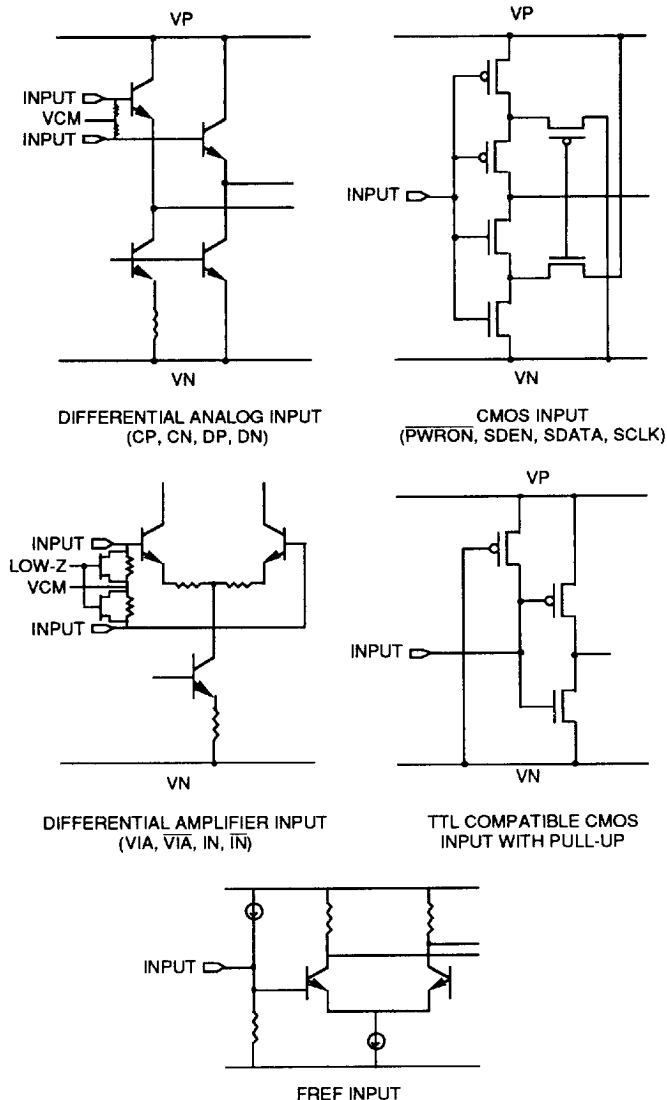 VP
INPUT
VCM
INPUT
VN
DIFFERENTIAL ANALOG INPUT
(CP, CN, DP, DN)
VP
INPUT
VN
CMOS INPUT
(PWRON, SDEN, SDATA, SCLK)
INPUT
LOW-Z
VCM
INPUT
VN
DIFFERENTIAL AMPLIFIER INPUT
(VIA, VIA, IN, IN)
VP
INPUT
VN
TTL COMPATIBLE CMOS
INPUT WITH PULL-UP
INPUT
FREF INPUT